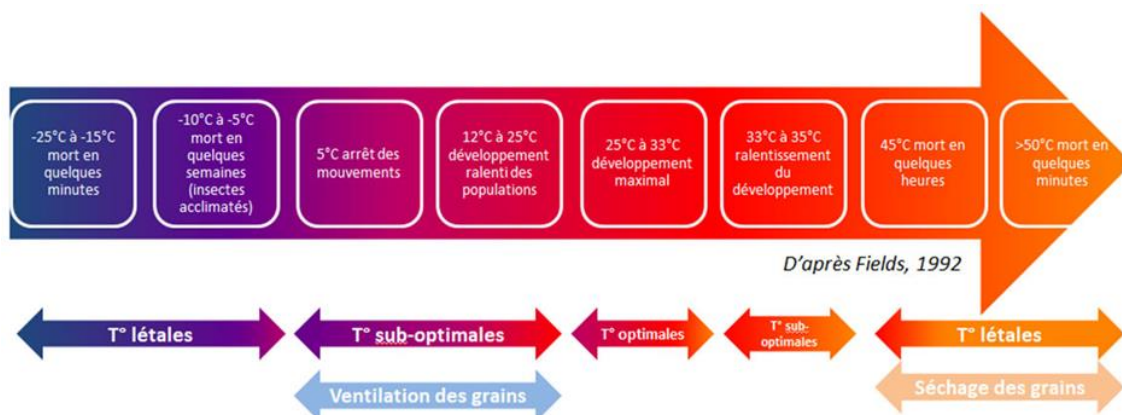 -25°C à -15°C
mort en
quelques
minutes
-10°C à -5°C
mort en
quelques
semaines
(insectes
acclimatés)
5°C arrêt des
mouvements
12°C à 25°C
développement
ralenti des
populations
25°C à 33°C
développement
maximal
33°C à 35°C
ralentissement
du
développement
45°C mort en
quelques
heures
>50°C mort en
quelques
minutes
D'après Fields, 1992
T° létales
T° sub-optimales
T° optimales
T° sub-
optimales
T° létales
Ventilation des grains
Séchage des grains